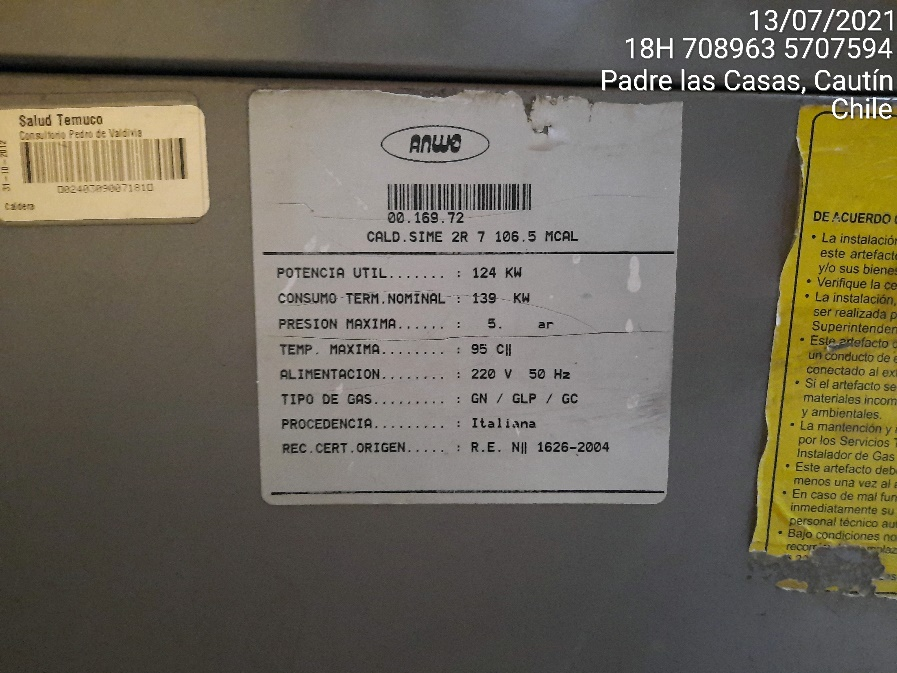 13/07/2021
18H 708963 5707594
Padre las Casas, Cautín
Chile
Salud Temuco
Consultorio Pedro de Valdivia
31-10-2012
Caldera
ANWO
00.169.72
CALD.SIME 2R 7 106.5 MCAL
POTENCIA UTIL....... : 124 KW
CONSUMO TERM.NOMINAL : 139 KW
PRESION MAXIMA...... : 5. ar
TEMP. MAXIMA........ : 95 C||
ALIMENTACION........ : 220 V 50 Hz
TIPO DE GAS......... : GN / GLP / GC
PROCEDENCIA......... : Italiana
REC.CERT.ORIGEN..... : R.E. N|| 1626-2004
DE ACUERDO
• La instalación
este artefact
y/o sus biene
• Verifique la ce
• La instalación,
ser realizada p
Superintenden
• Este artefacto
un conducto de
conectado al ex
• Si el artefacto se
materiales incom
y ambientales.
• La mantención y
por los Servicios
Instalador de Gas
• Este artefacto deb
menos una vez al
• En caso de mal fun
inmediatamente su
personal técnico au
• Bajo condiciones no